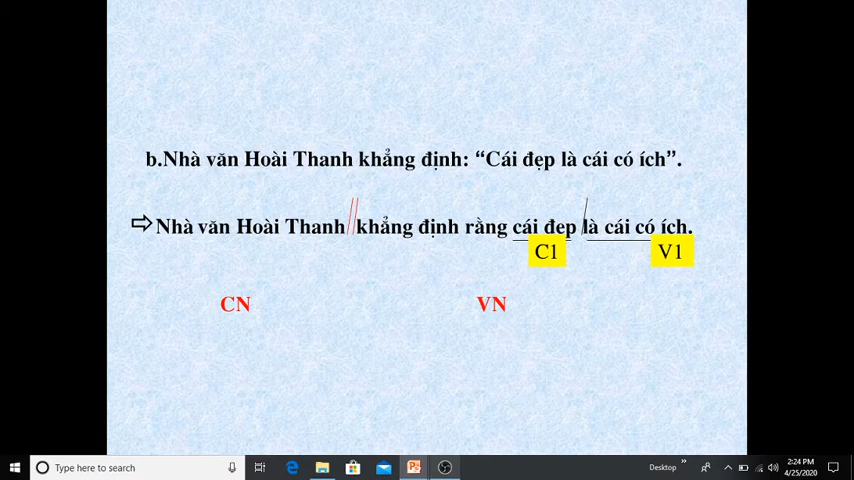 b.Nhà văn Hoài Thanh khẳng định: “Cái đẹp là cái có ích”.
Nhà văn Hoài Thanh khẳng định rằng cái đẹp là cái có ích.
C1 V1
CN VN
Type here to search
Desktop
2:24 PM
4/25/2020